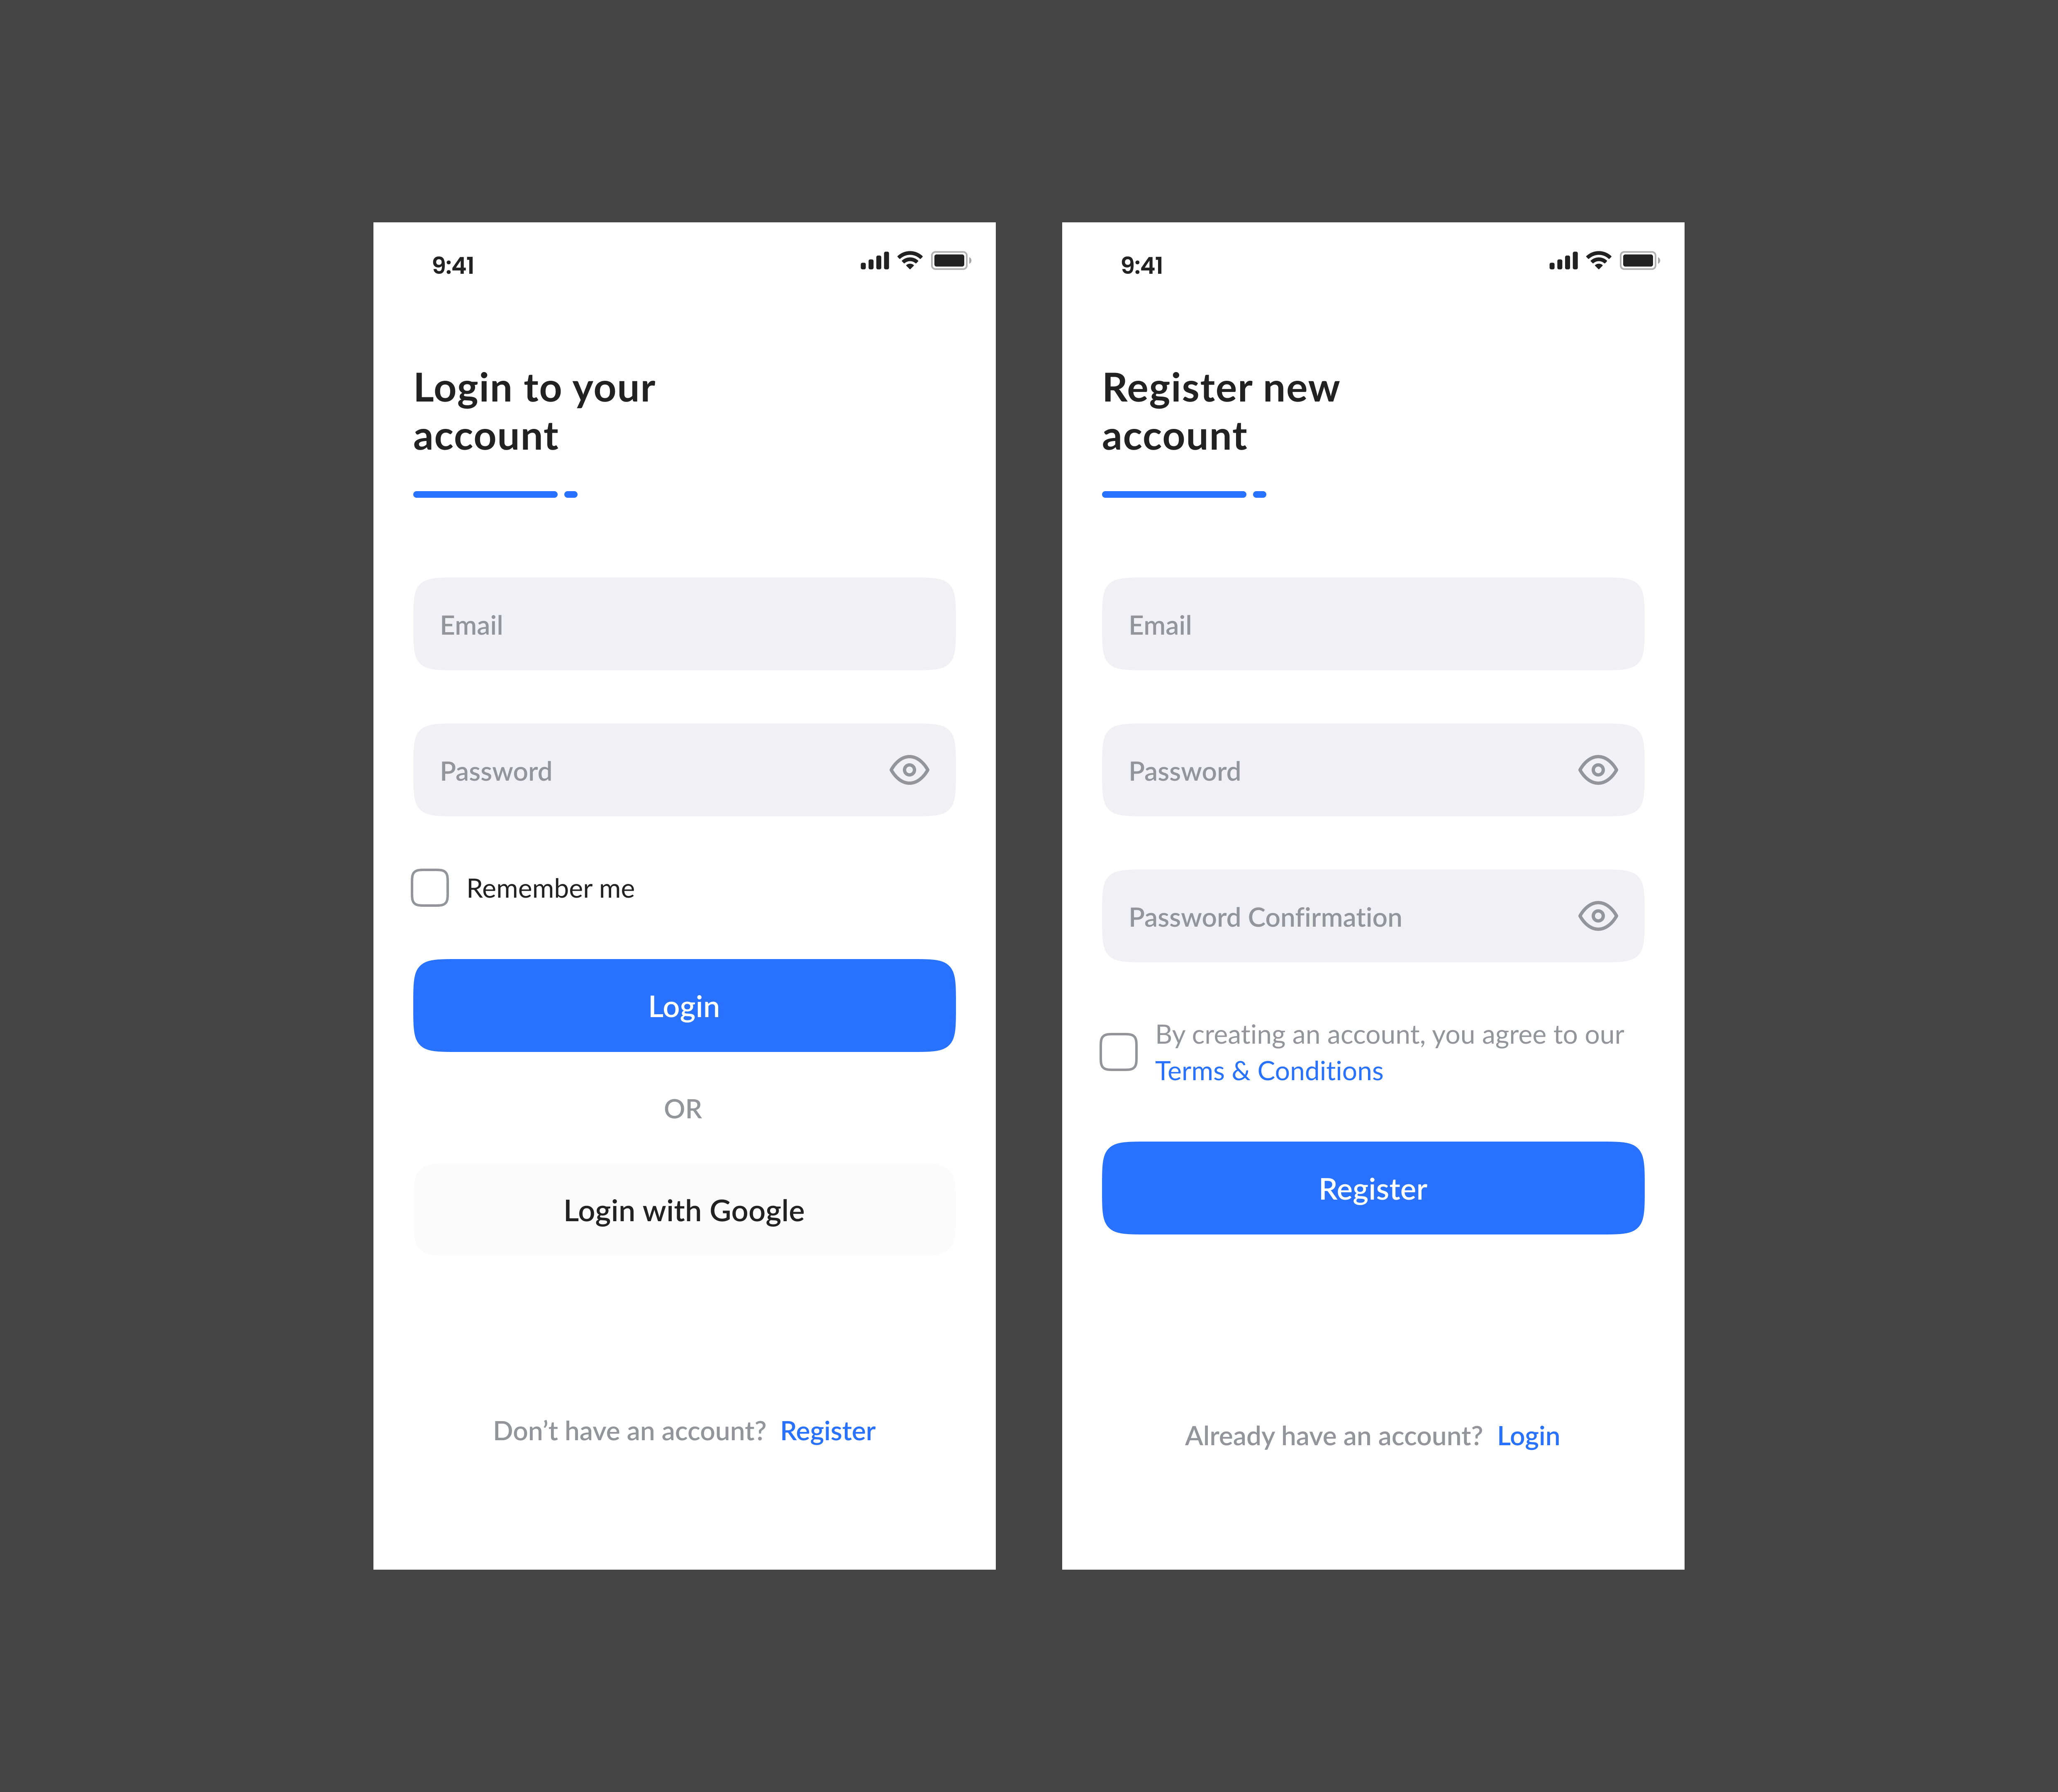 9:41
Login to your
account
Email
Password
Remember me
Login
OR
Login with Google
Don’t have an account? Register
9:41
Register new
account
Email
Password
Password Confirmation
By creating an account, you agree to our
Terms & Conditions
Register
Already have an account? Login